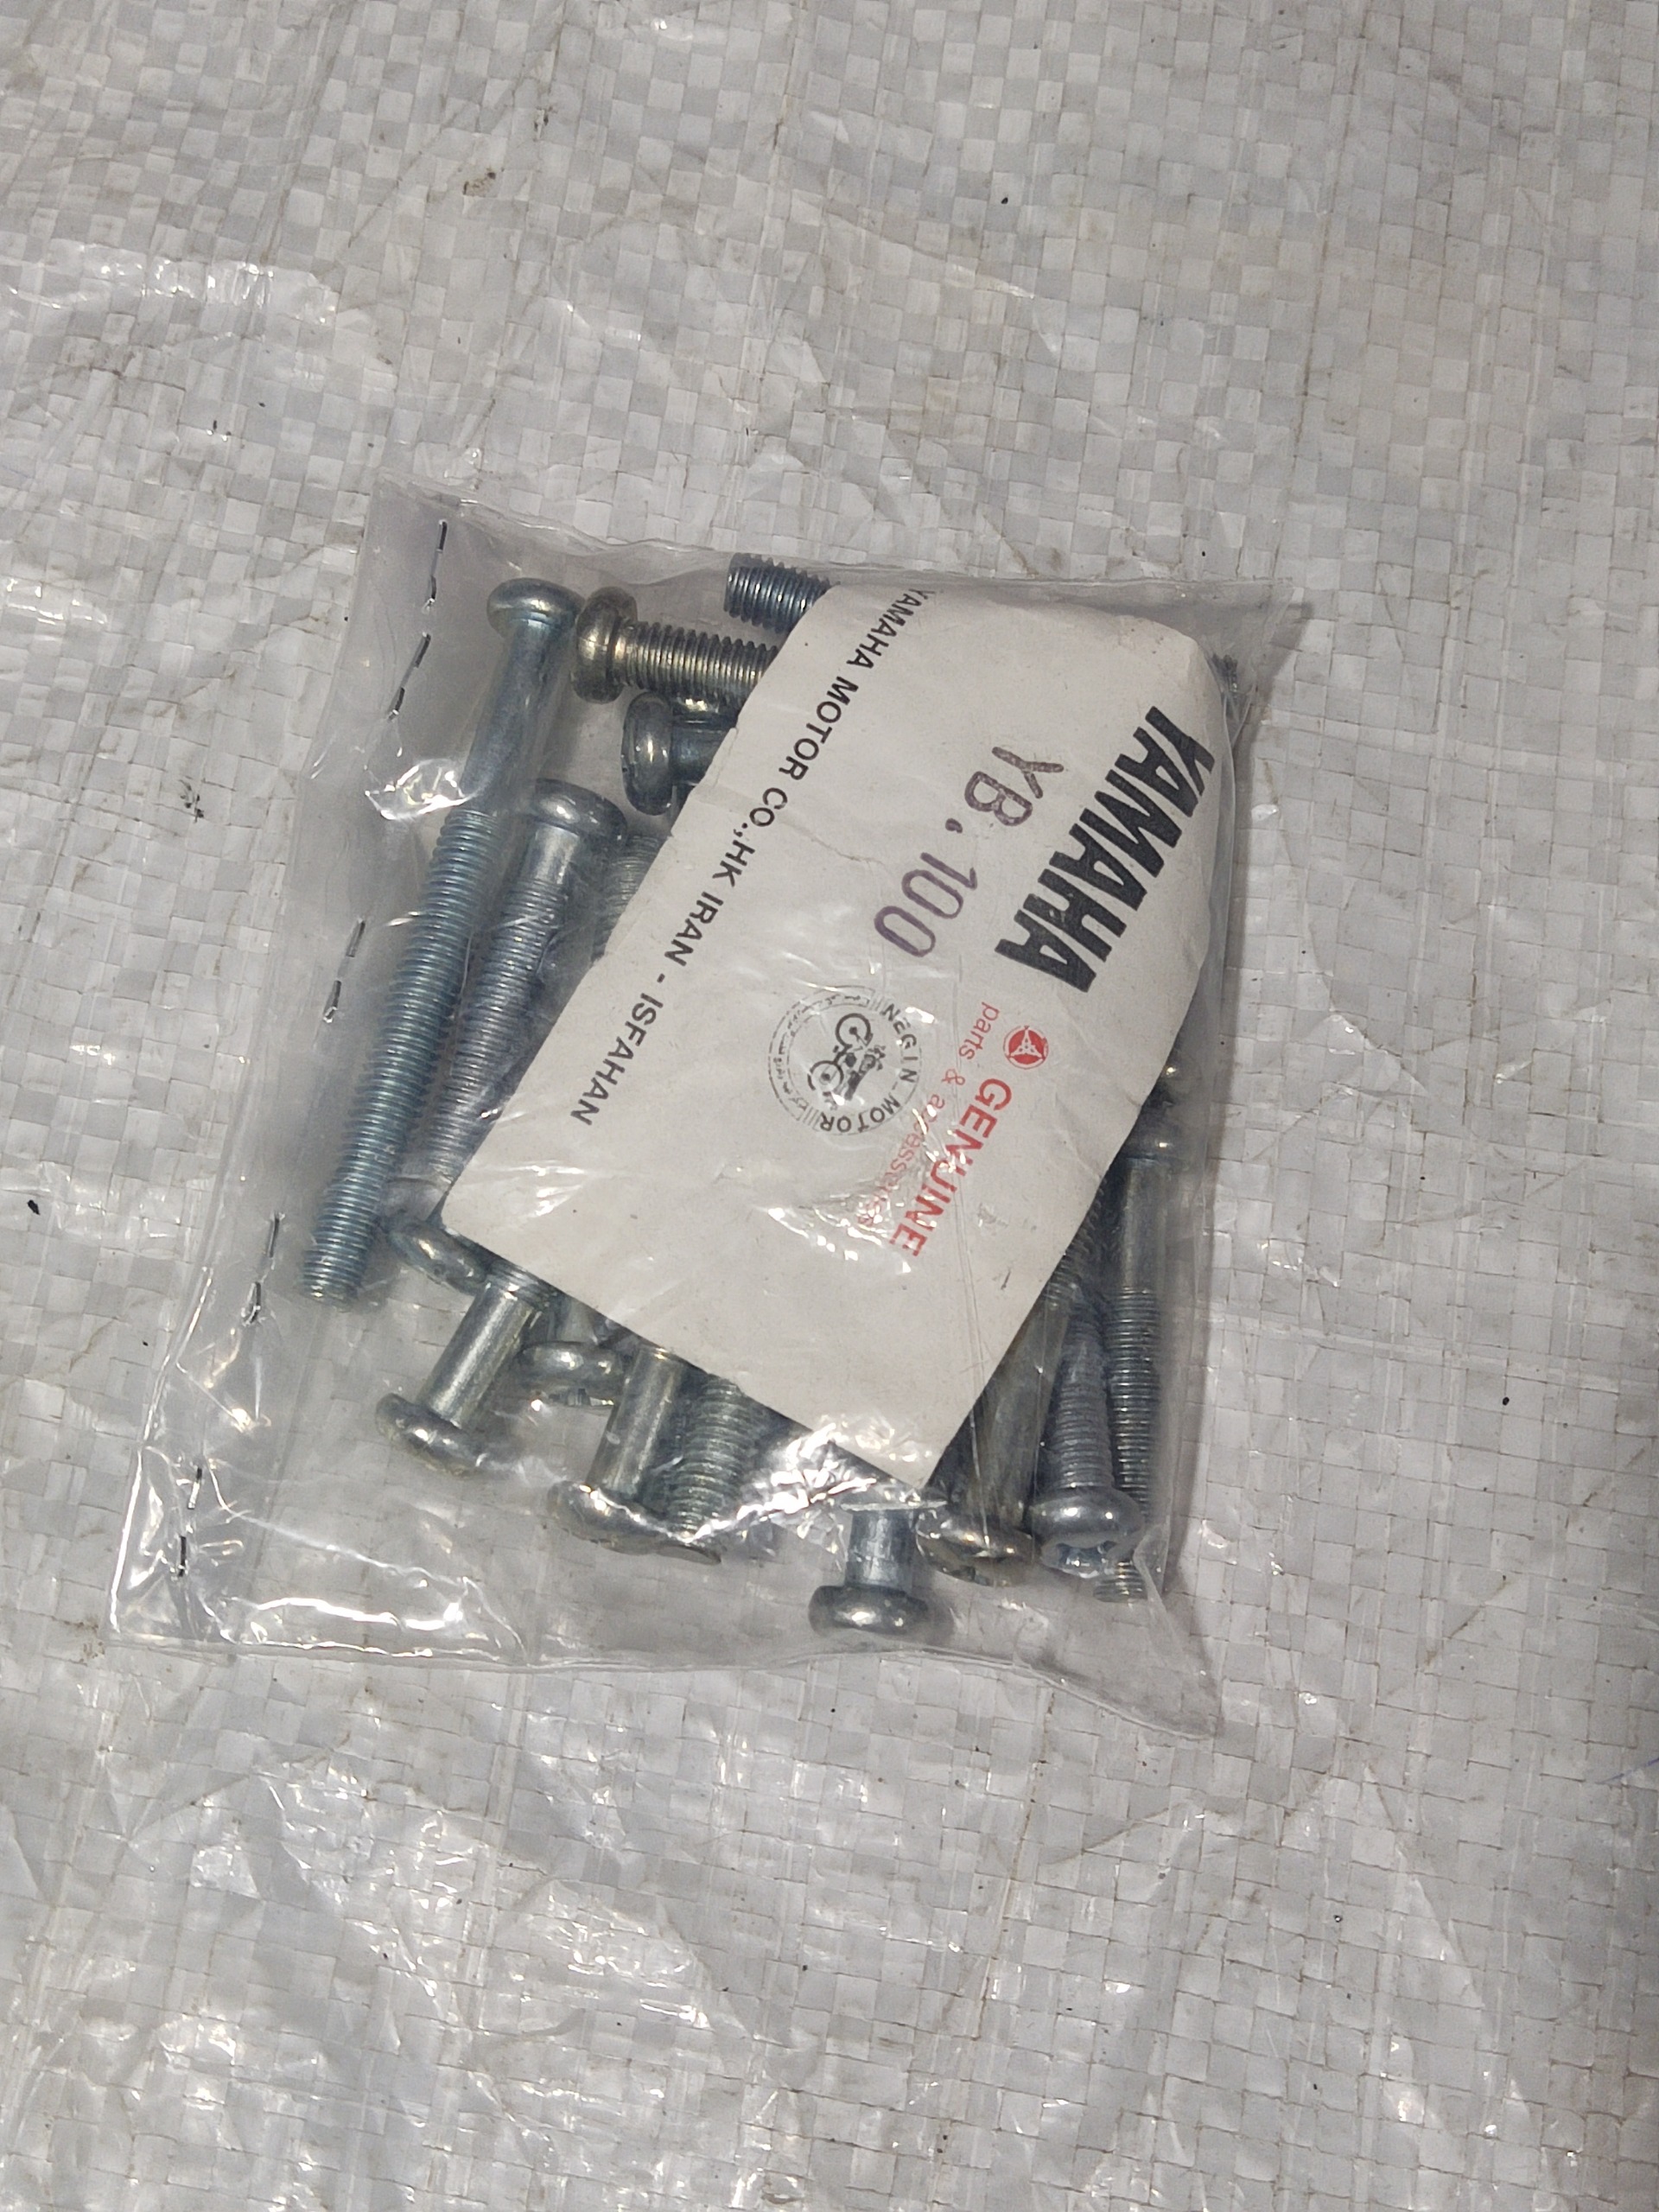 YAMAHA
YB, 100
GENUINE
parts & accessories
NEGIN MOTOR
YAMAHA MOTOR CO.,HK IRAN - ISFAHAN